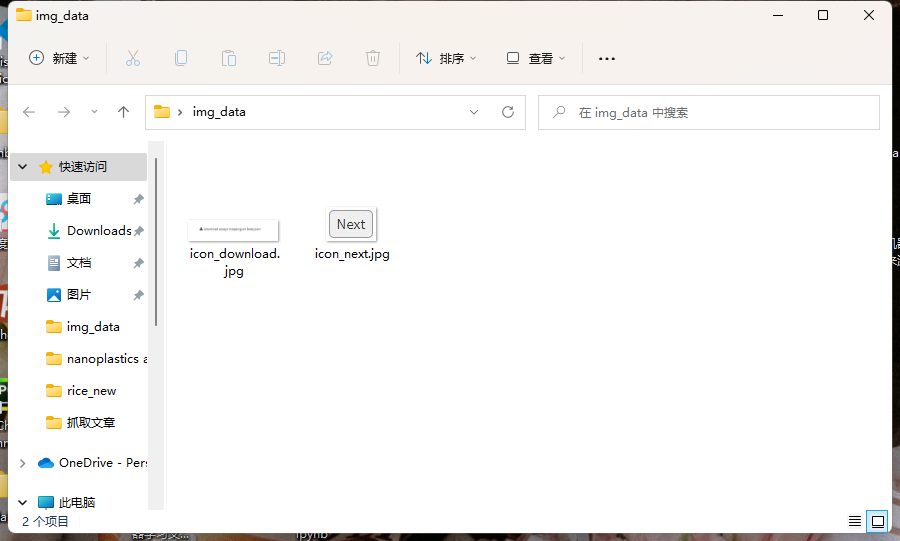 img_data
新建
排序
查看
img_data
在 img_data 中搜索
快速访问
桌面
Downloads
文档
图片
img_data
nanoplastics a
rice_new
抓取文章
OneDrive - Pers
此电脑
Next
icon_download.
jpg
icon_next.jpg
2 个项目
ipynb